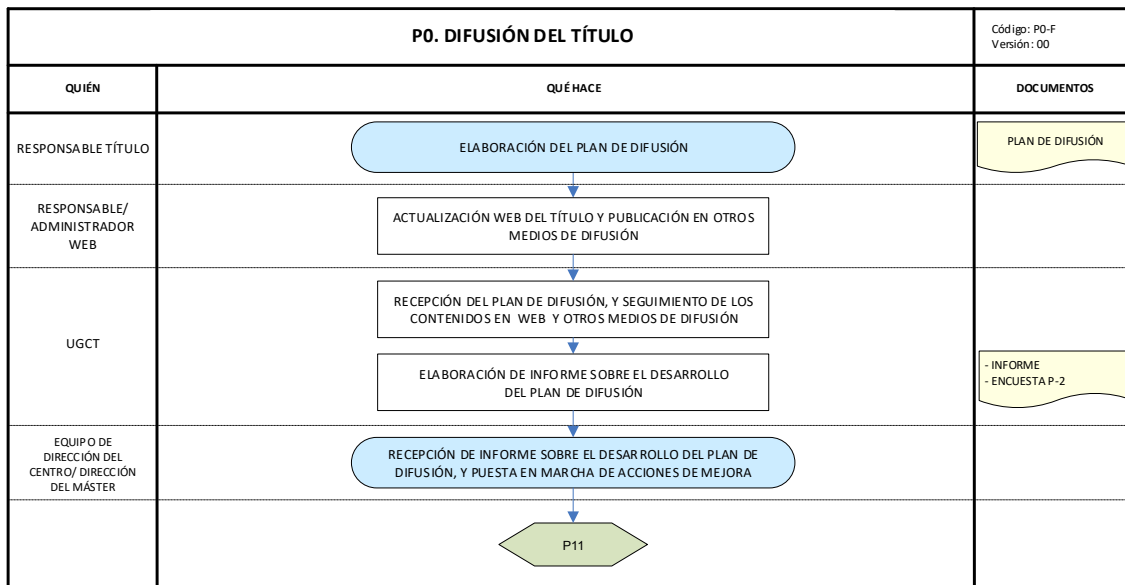 P0. DIFUSIÓN DEL TÍTULO
Código: P0-F
Versión: 00
QUIÉN
QUÉ HACE
DOCUMENTOS
RESPONSABLE TÍTULO
ELABORACIÓN DEL PLAN DE DIFUSIÓN
PLAN DE DIFUSIÓN
RESPONSABLE/
ADMINISTRADOR
WEB
ACTUALIZACIÓN WEB DEL TÍTULO Y PUBLICACIÓN EN OTROS
MEDIOS DE DIFUSIÓN
UGCT
RECEPCIÓN DEL PLAN DE DIFUSIÓN, Y SEGUIMIENTO DE LOS
CONTENIDOS EN WEB Y OTROS MEDIOS DE DIFUSIÓN
ELABORACIÓN DE INFORME SOBRE EL DESARROLLO
DEL PLAN DE DIFUSIÓN
- INFORME
- ENCUESTA P-2
EQUIPO DE
DIRECCIÓN DEL
CENTRO/ DIRECCIÓN
DEL MÁSTER
RECEPCIÓN DE INFORME SOBRE EL DESARROLLO DEL PLAN DE
DIFUSIÓN, Y PUESTA EN MARCHA DE ACCIONES DE MEJORA
P11